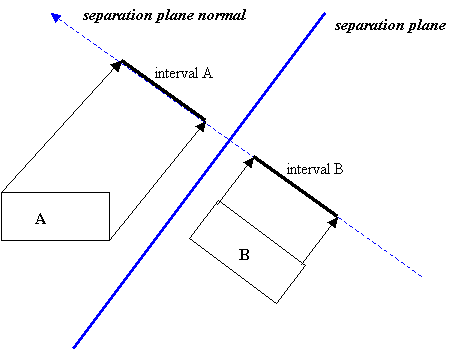 separation plane normal
separation plane
interval A
interval B
A
B